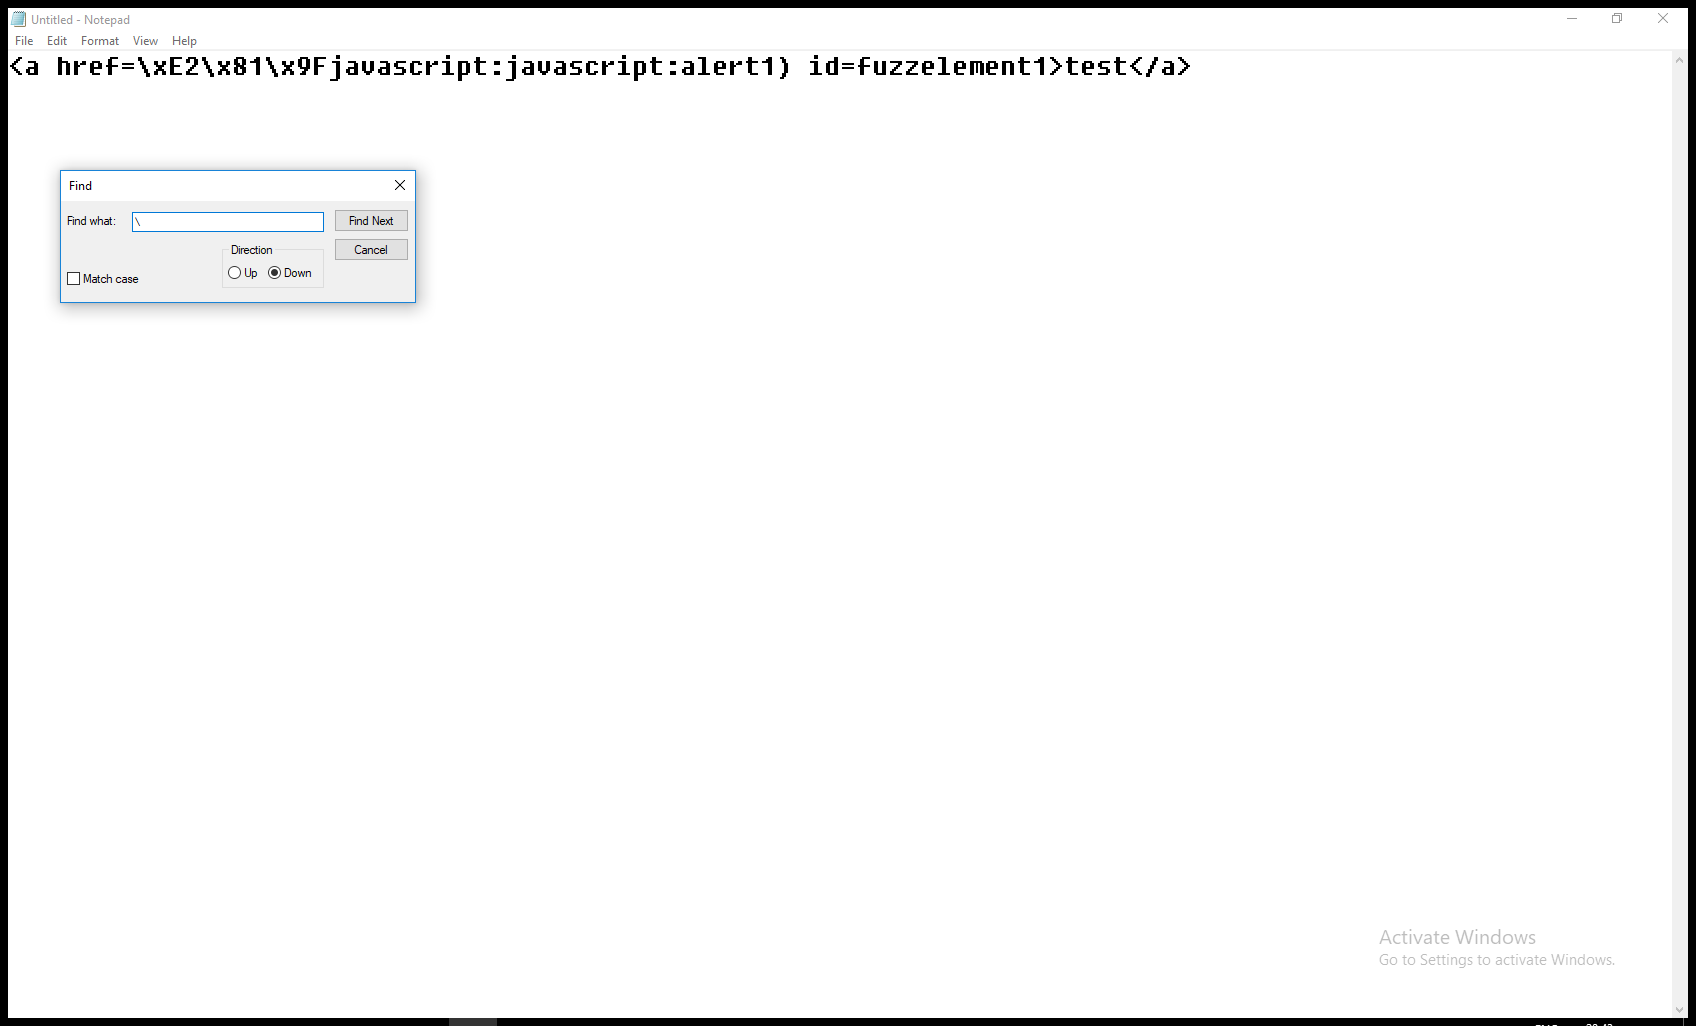 Untitled - Notepad
File Edit Format View Help
<a href=\xE2\x81\x9Fjavascript:javascript:alert1) id=fuzzelement1>test</a>
Find
Find what: \ Find Next
Direction Cancel
Up Down
Match case
Activate Windows
Go to Settings to activate Windows.